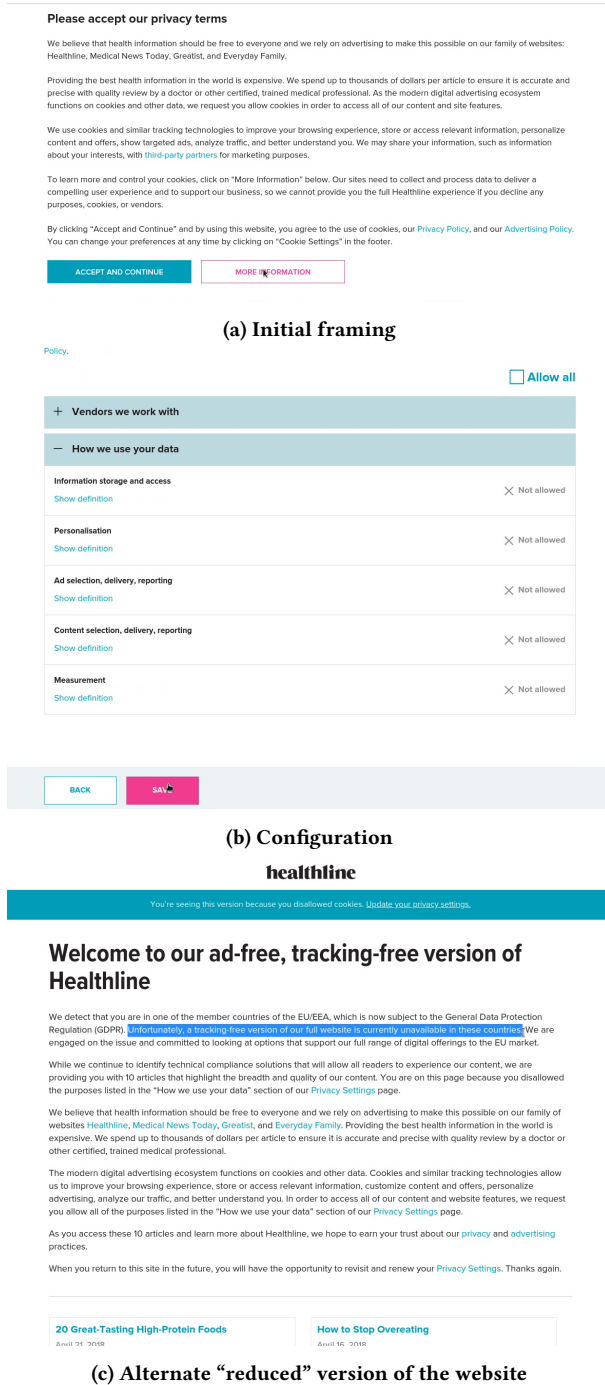 Please accept our privacy terms
We believe that health information should be free to everyone and we rely on advertising to make this possible on our family of websites:
Healthline, Medical News Today, Greatist, and Everyday Family.
Providing the best health information in the world is expensive. We spend up to thousands of dollars per article to ensure it is accurate and
precise with quality review by a doctor or other certified, trained medical professional. As the modern digital advertising ecosystem
functions on cookies and other data, we request you allow cookies in order to access all of our content and site features.
We use cookies and similar tracking technologies to improve your browsing experience, store or access relevant information, personalize
content and offers, show targeted ads, analyze traffic, and better understand you. We may share your information, such as information
about your interests, with third-party partners for marketing purposes.
To learn more and control your cookies, click on "More Information" below. Our sites need to collect and process data to deliver a
compelling user experience and to support our business, so we cannot provide you the full Healthline experience if you decline any
purposes, cookies, or vendors.
By clicking "Accept and Continue" and by using this website, you agree to the use of cookies, our Privacy Policy, and our Advertising Policy.
You can change your preferences at any time by clicking on "Cookie Settings" in the footer.
ACCEPT AND CONTINUE MORE INFORMATION
(a) Initial framing
Policy.
Allow all
+ Vendors we work with
− How we use your data
Information storage and access
Not allowed
Show definition
Personalisation
Not allowed
Show definition
Ad selection, delivery, reporting
Not allowed
Show definition
Content selection, delivery, reporting
Not allowed
Show definition
Measurement
Not allowed
Show definition
BACK SAVE
(b) Configuration
healthline
You're seeing this version because you disallowed cookies. Update your privacy settings.
Welcome to our ad-free, tracking-free version of
Healthline
We detect that you are in one of the member countries of the EU/EEA, which is now subject to the General Data Protection
Regulation (GDPR). Unfortunately, a tracking-free version of our full website is currently unavailable in these countries. We are
engaged on the issue and committed to looking at options that support our full range of digital offerings to the EU market.
While we continue to identify technical compliance solutions that will allow all readers to experience our content, we are
providing you with 10 articles that highlight the breadth and quality of our content. You are on this page because you disallowed
the purposes listed in the "How we use your data" section of our Privacy Settings page.
We believe that health information should be free to everyone and we rely on advertising to make this possible on our family of
websites Healthline, Medical News Today, Greatist, and Everyday Family. Providing the best health information in the world is
expensive. We spend up to thousands of dollars per article to ensure it is accurate and precise with quality review by a doctor or
other certified, trained medical professional.
The modern digital advertising ecosystem functions on cookies and other data. Cookies and similar tracking technologies allow
us to improve your browsing experience, store or access relevant information, customize content and offers, personalize
advertising, analyze our traffic, and better understand you. In order to access all of our content and website features, we request
you allow all of the purposes listed in the "How we use your data" section of our Privacy Settings page.
As you access these 10 articles and learn more about Healthline, we hope to earn your trust about our privacy and advertising
practices.
When you return to this site in the future, you will have the opportunity to revisit and renew your Privacy Settings. Thanks again.
20 Great-Tasting High-Protein Foods How to Stop Overeating
April 21, 2018 April 16, 2018
(c) Alternate "reduced" version of the website